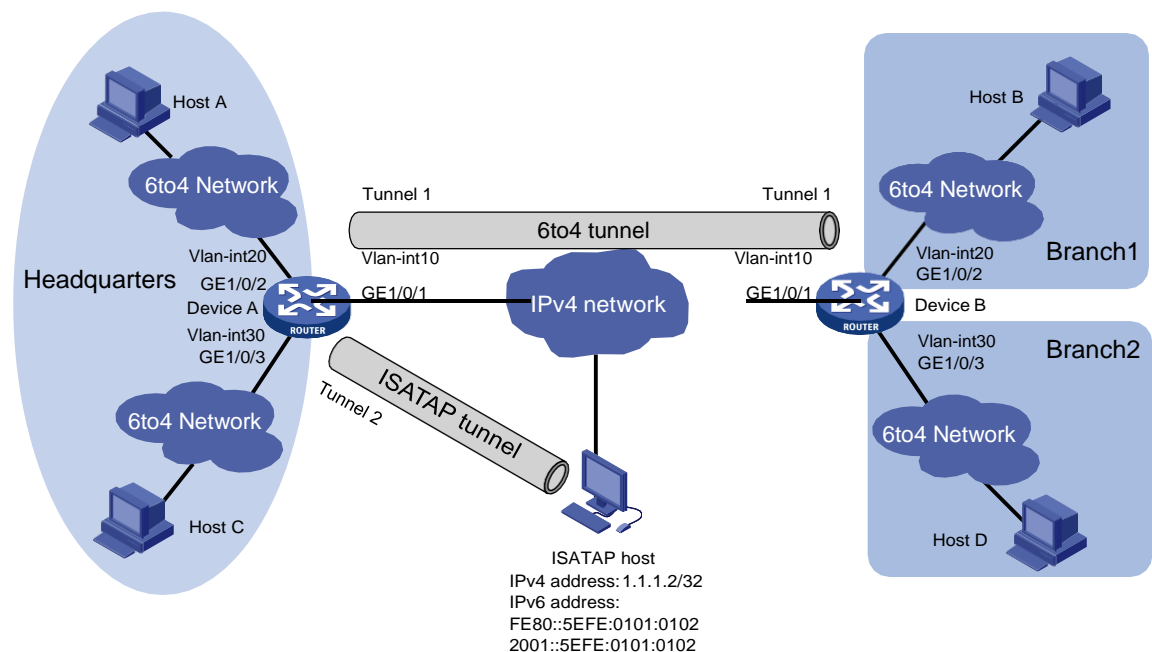 Host A
6to4 Network
Vlan-int20
GE1/0/2
Headquarters
Device A
ROUTER
Vlan-int30
GE1/0/3
6to4 Network
Host C
Tunnel 1
Tunnel 1
6to4 tunnel
Vlan-int10
Vlan-int10
GE1/0/1
IPv4 network
GE1/0/1
Tunnel 2
ISATAP tunnel
ISATAP host
IPv4 address: 1.1.1.2/32
IPv6 address:
FE80::5EFE:0101:0102
2001::5EFE:0101:0102
Host B
6to4 Network
Vlan-int20
GE1/0/2
Branch1
Device B
ROUTER
Vlan-int30
GE1/0/3
Branch2
6to4 Network
Host D